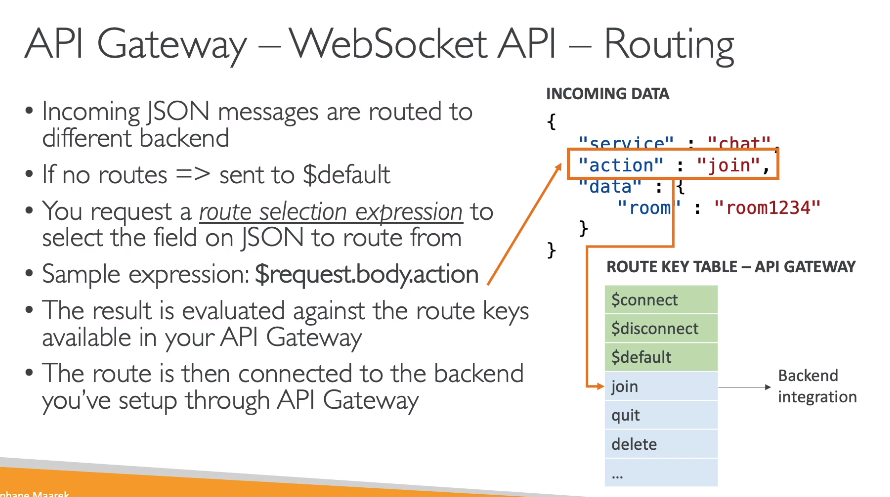 API Gateway – WebSocket API – Routing
• Incoming JSON messages are routed to
different backend
• If no routes => sent to $default
• You request a route selection expression to
select the field on JSON to route from
• Sample expression: $request.body.action
• The result is evaluated against the route keys
available in your API Gateway
• The route is then connected to the backend
you've setup through API Gateway
INCOMING DATA
{
"service" : "chat",
"action" : "join",
"data" : {
"room" : "room1234"
}
}
ROUTE KEY TABLE – API GATEWAY
$connect
$disconnect
$default
join
quit
delete
...
Backend
integration
Maarek